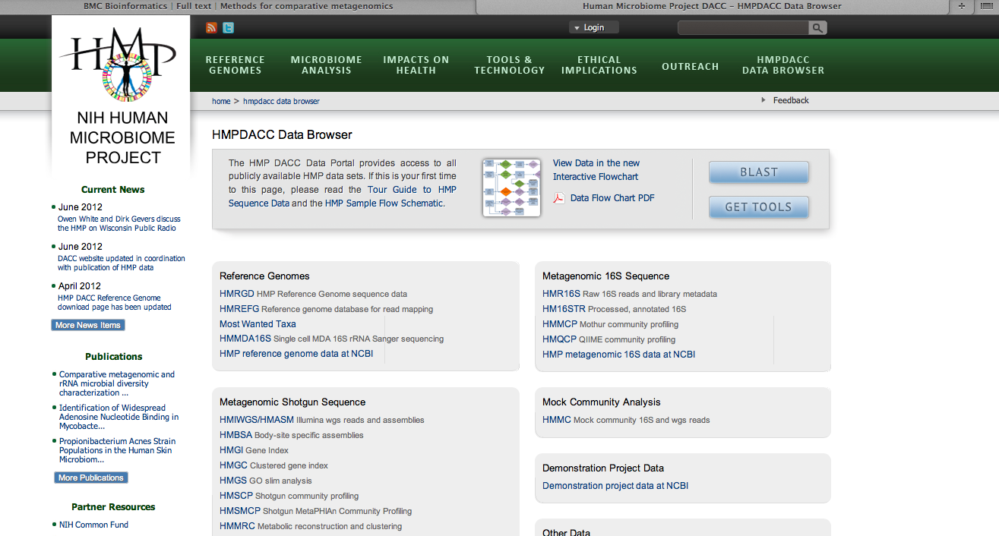 BMC Bioinformatics | Full text | Methods for comparative metagenomics
Human Microbiome Project DACC – HMPDACC Data Browser
Login
HMP
NIH HUMAN
MICROBIOME
PROJECT
REFERENCE
GENOMES
MICROBIOME
ANALYSIS
IMPACTS ON
HEALTH
TOOLS &
TECHNOLOGY
ETHICAL
IMPLICATIONS
OUTREACH
HMPDACC
DATA BROWSER
home > hmpdacc data browser
Feedback
Current News
June 2012
Owen White and Dirk Gevers discuss
the HMP on Wisconsin Public Radio
June 2012
DACC website updated in coordination
with publication of HMP data
April 2012
HMP DACC Reference Genome
download page has been updated
More News Items
Publications
Comparative metagenomic and
rRNA microbial diversity
characterization ...
Identification of Widespread
Adenosine Nucleotide Binding in
Mycobacte...
Propionibacterium Acnes Strain
Populations in the Human Skin
Microbiom...
More Publications
Partner Resources
NIH Common Fund
HMPDACC Data Browser
The HMP DACC Data Portal provides access to all
publicly available HMP data sets. If this is your first time
to this page, please read the Tour Guide to HMP
Sequence Data and the HMP Sample Flow Schematic.
View Data in the new
Interactive Flowchart
Data Flow Chart PDF
BLAST
GET TOOLS
Reference Genomes
HMRGD HMP Reference Genome sequence data
HMREFG Reference genome database for read mapping
Most Wanted Taxa
HMMDA16S Single cell MDA 16S rRNA Sanger sequencing
HMP reference genome data at NCBI
Metagenomic 16S Sequence
HMR16S Raw 16S reads and library metadata
HM16STR Processed, annotated 16S
HMMCP Mothur community profiling
HMQCP QIIME community profiling
HMP metagenomic 16S data at NCBI
Metagenomic Shotgun Sequence
HMIWGS/HMASM Illumina wgs reads and assemblies
HMBSA Body-site specific assemblies
HMGI Gene Index
HMGC Clustered gene index
HMGS GO slim analysis
HMSCP Shotgun community profiling
HMSMCP Shotgun MetaPHlAn Community Profiling
HMMRC Metabolic reconstruction and clustering
Mock Community Analysis
HMMC Mock community 16S and wgs reads
Demonstration Project Data
Demonstration project data at NCBI
Other Data